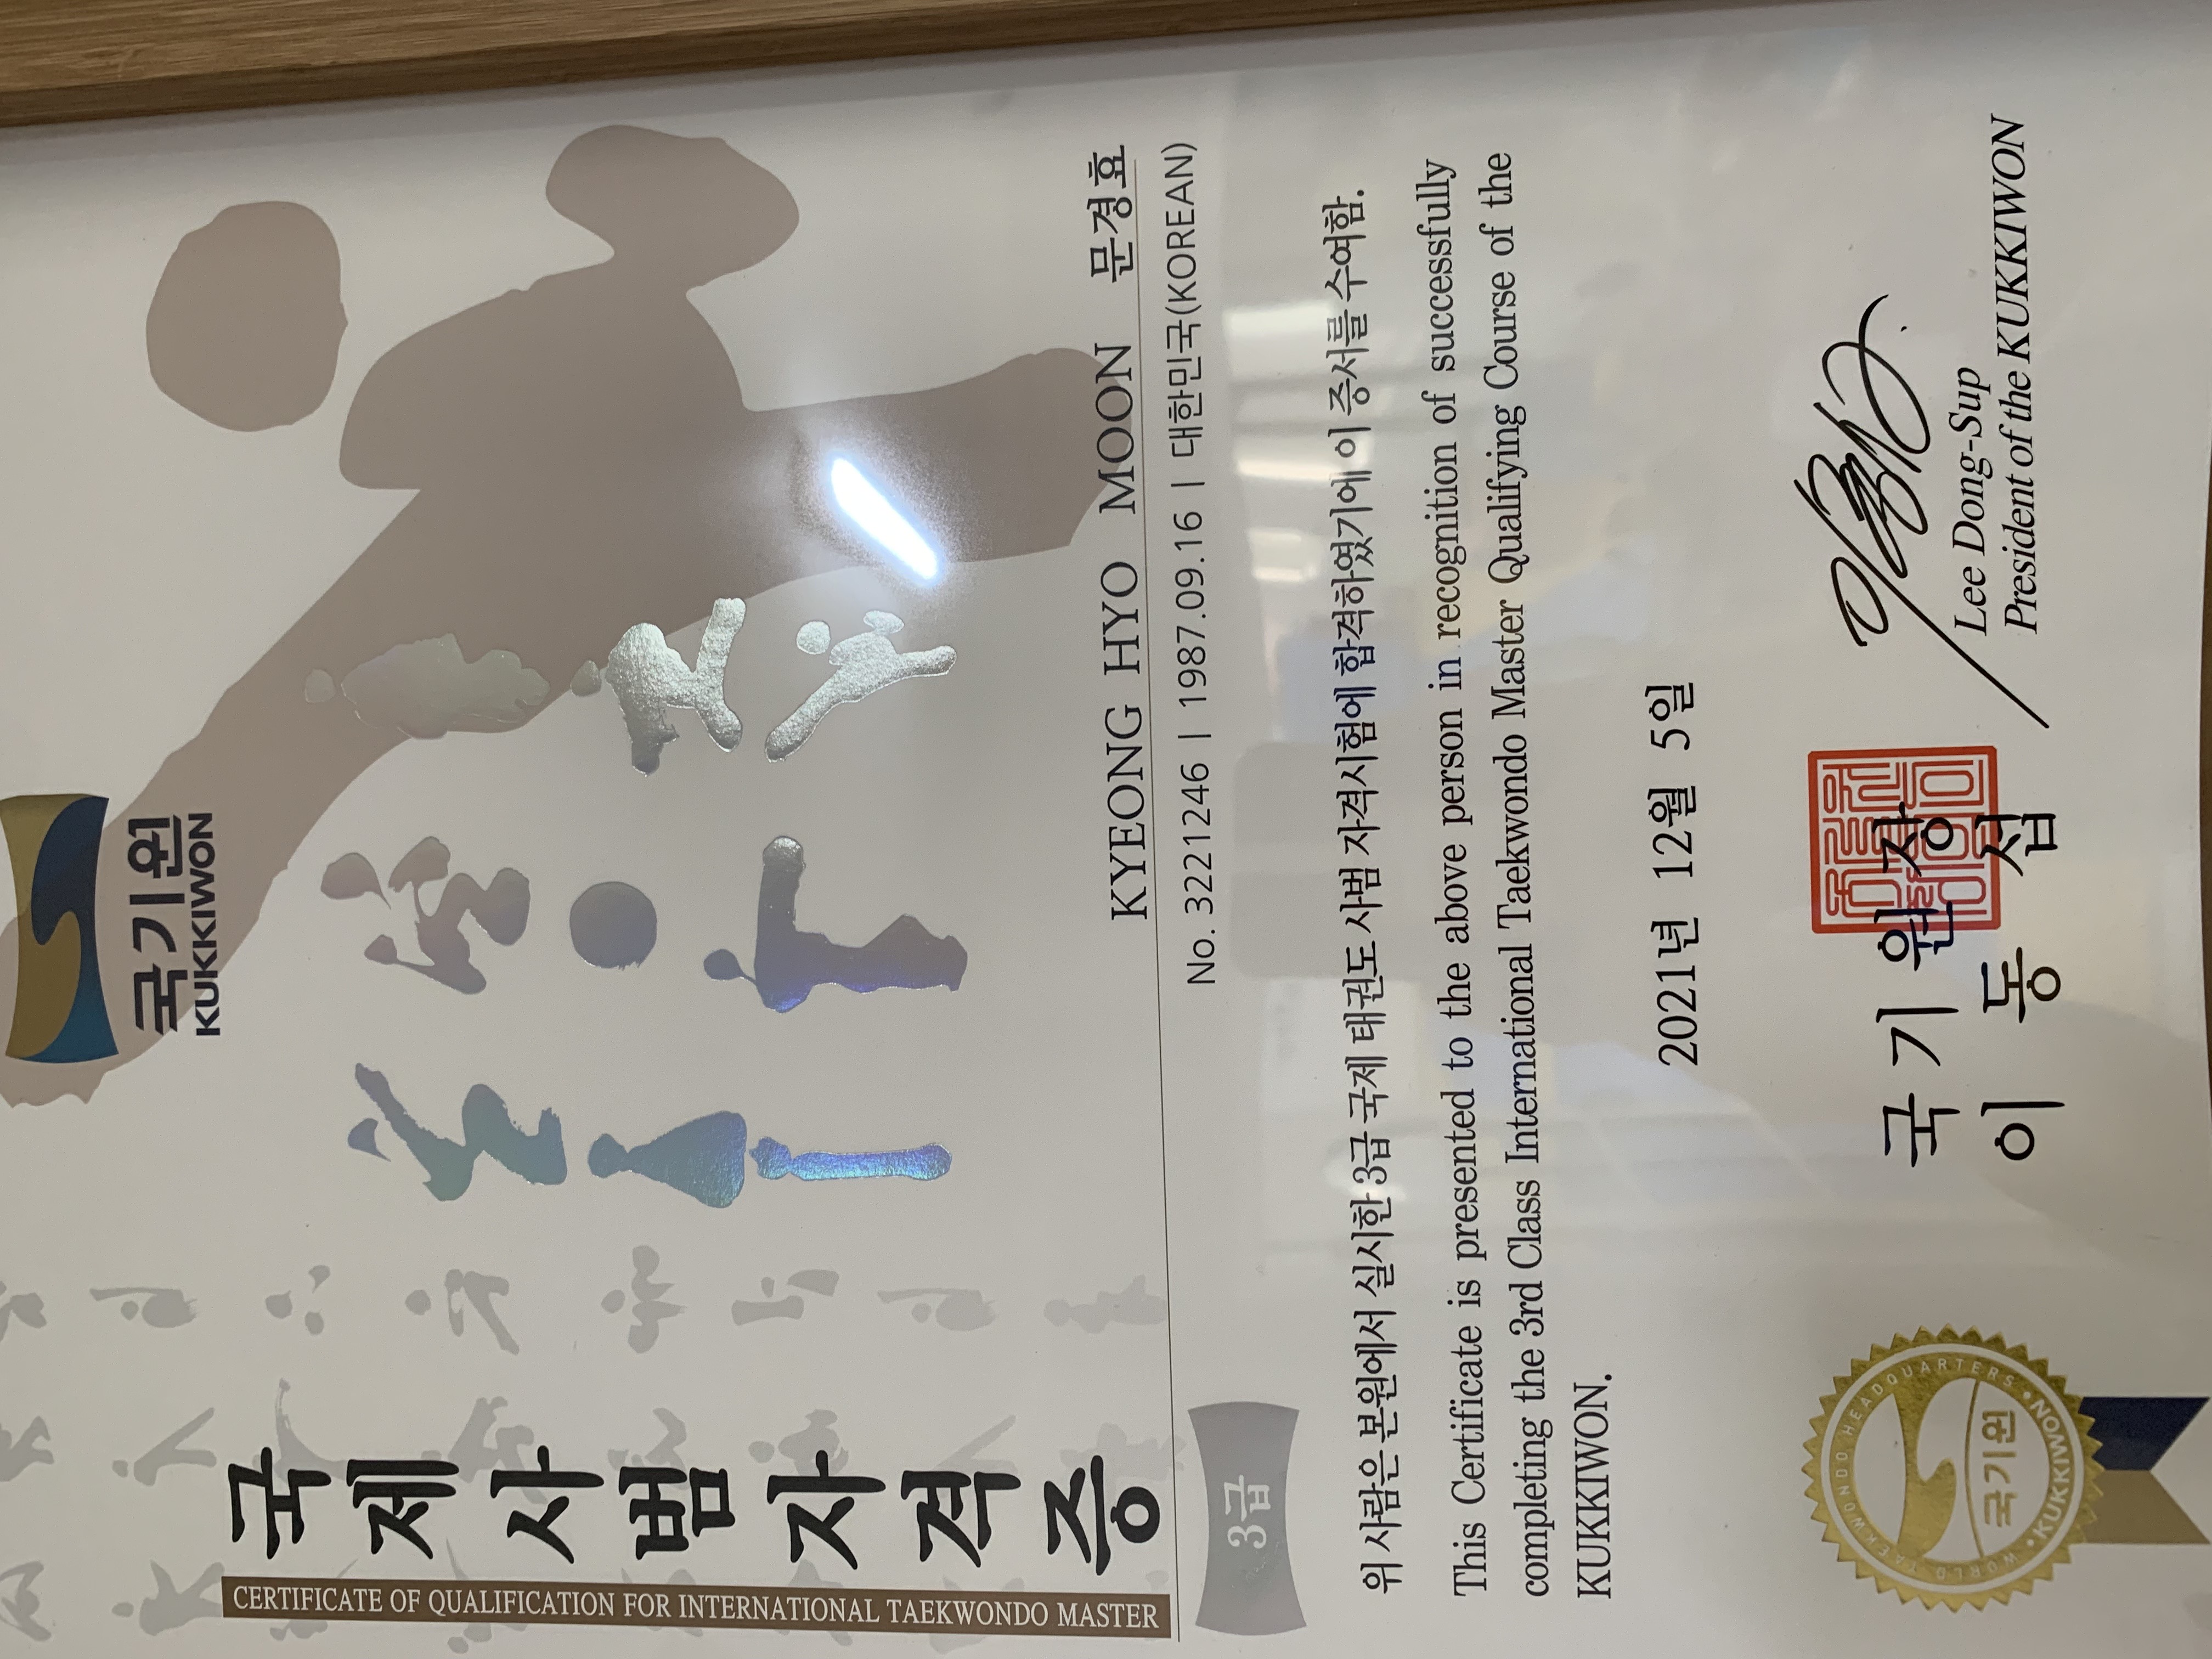 국기원
KUKKIWON
국제사범자격증
CERTIFICATE OF QUALIFICATION FOR INTERNATIONAL TAEKWONDO MASTER
KYEONG HYO MOON 문경효
No. 3221246 | 1987.09.16 | 대한민국(KOREAN)
3급
위 사람은 본원에서 실시한 3급 국제 태권도 사범 자격시험에 합격하였기에 이 증서를 수여함.
This Certificate is presented to the above person in recognition of successfully
completing the 3rd Class International Taekwondo Master Qualifying Course of the
KUKKIWON.
2021년 12월 5일
국기원장
이동섭
Lee Dong-Sup
President of the KUKKIWON
WORLD TAEKWONDO HEADQUARTERS • KUKKIWON •
국기원